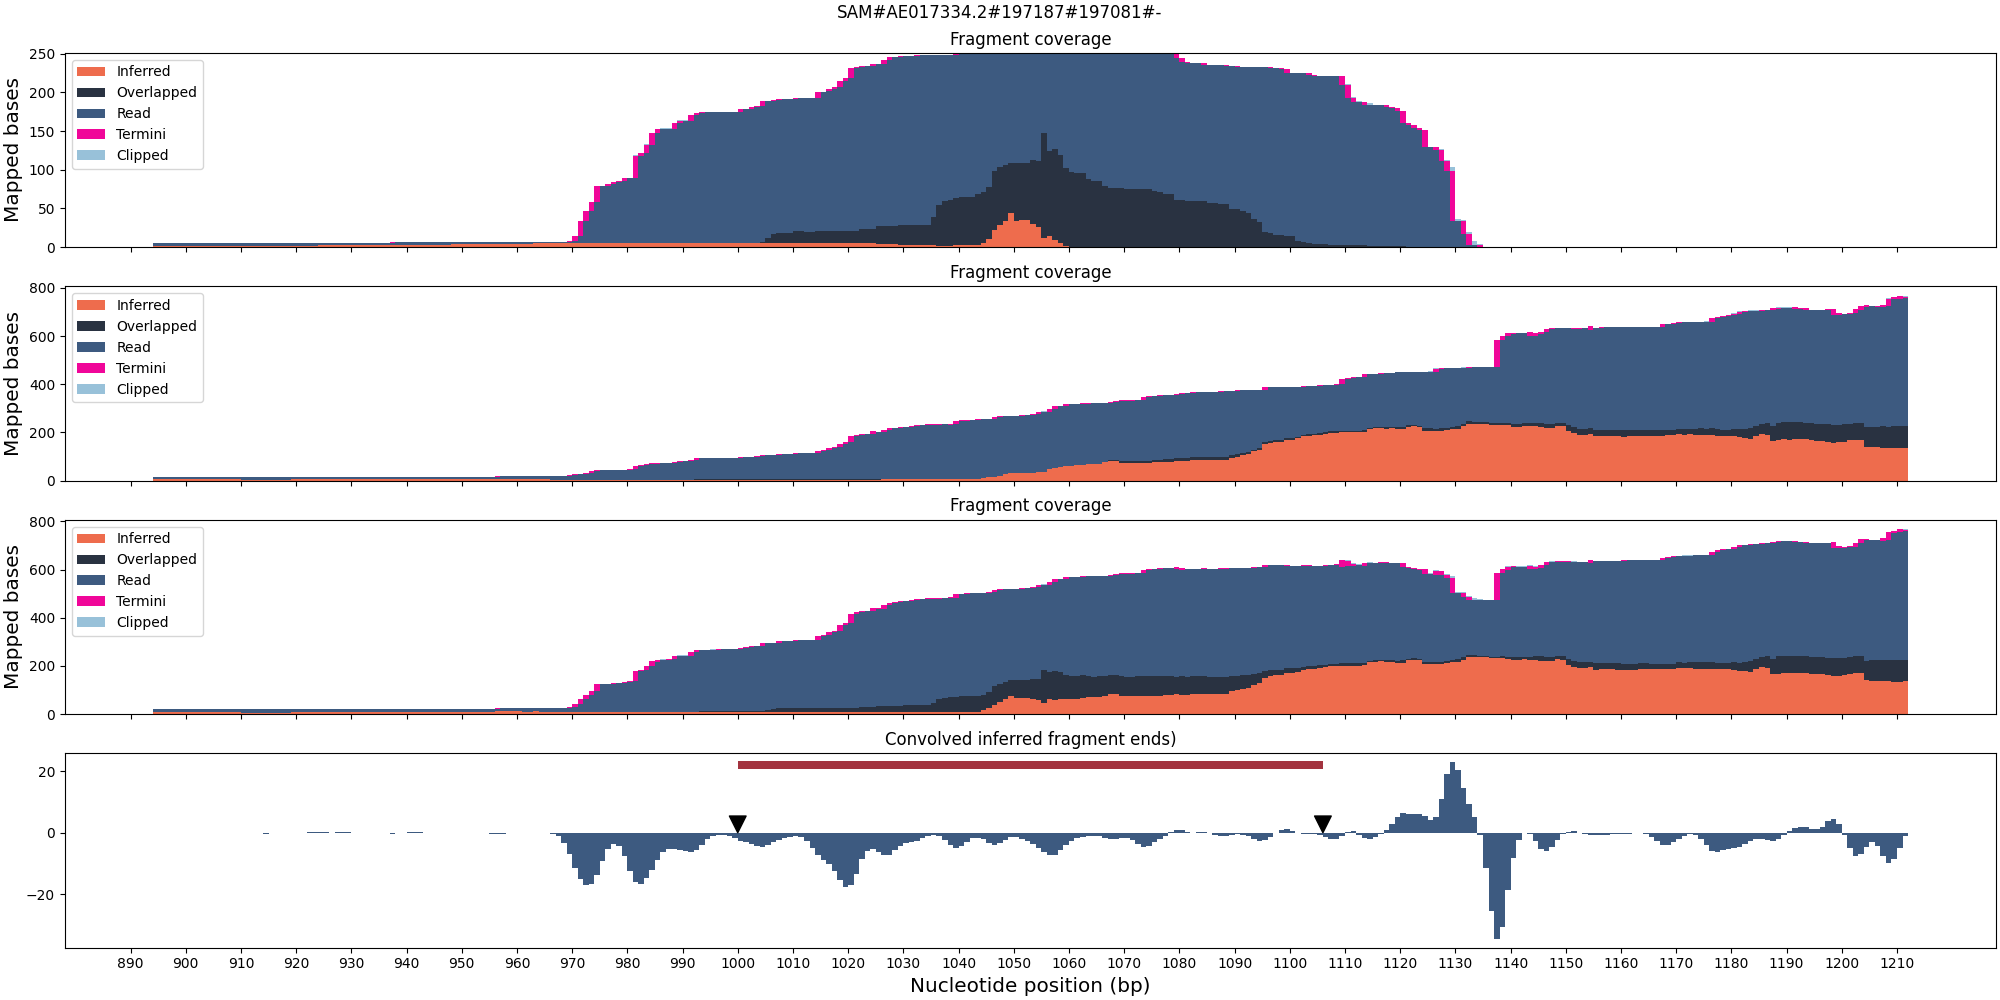 SAM#AE017334.2#197187#197081#-
Fragment coverage
Mapped bases
250
200
150
100
50
0
Inferred
Overlapped
Read
Termini
Clipped
Fragment coverage
Mapped bases
800
600
400
200
0
Inferred
Overlapped
Read
Termini
Clipped
Fragment coverage
Mapped bases
800
600
400
200
0
Inferred
Overlapped
Read
Termini
Clipped
Convolved inferred fragment ends)
20
0
−20
890 900 910 920 930 940 950 960 970 980 990 1000 1010 1020 1030 1040 1050 1060 1070 1080 1090 1100 1110 1120 1130 1140 1150 1160 1170 1180 1190 1200 1210
Nucleotide position (bp)